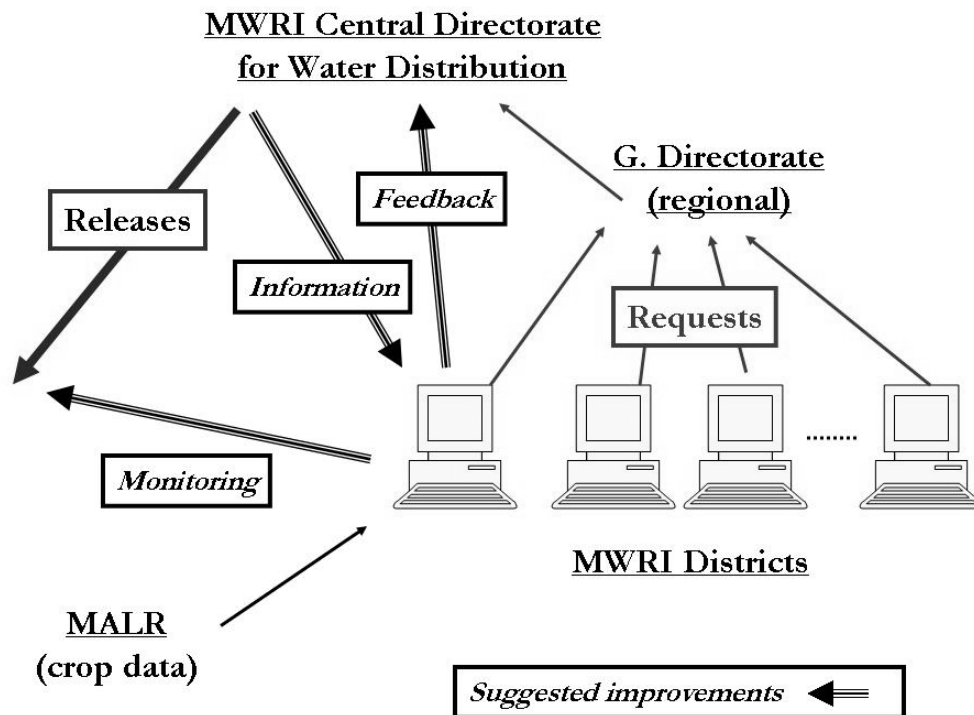 MWRI Central Directorate
for Water Distribution
G. Directorate
(regional)
Feedback
Releases
Information
Requests
Monitoring
MWRI Districts
MALR
(crop data)
Suggested improvements